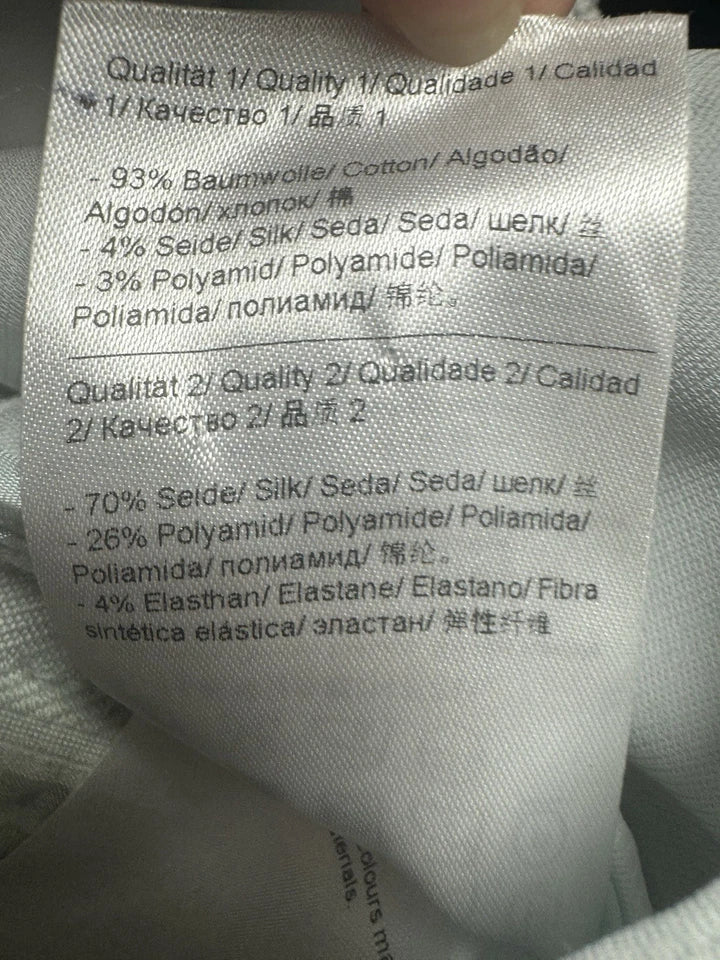 Qualität 1/ Quality 1/ Qualidade 1/ Calidad
1/ Качество 1/ 品质 1
- 93% Baumwolle/ Cotton/ Algodão/
Algodón/ хлопок/ 棉
- 4% Seide/ Silk/ Seda/ Seda/ шелк/ 丝
- 3% Polyamid/ Polyamide/ Poliamida/
Poliamida/ полиамид/ 锦纶。
Qualität 2/ Quality 2/ Qualidade 2/ Calidad
2/ Качество 2/ 品质 2
- 70% Seide/ Silk/ Seda/ Seda/ шелк/ 丝
- 26% Polyamid/ Polyamide/ Poliamida/
Poliamida/ полиамид/ 锦纶。
- 4% Elasthan/ Elastane/ Elastano/ Fibra
sintética elástica/ эластан/ 弹性纤维
olours ma
terials.